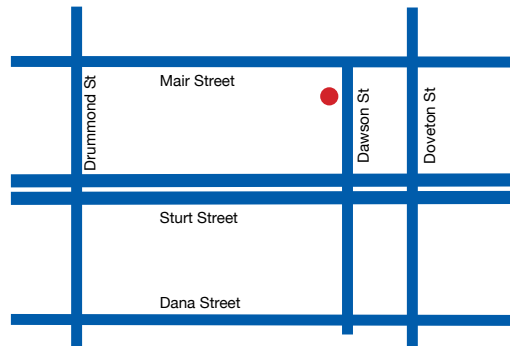 Mair Street
Drummond St
Dawson St
Doveton St
Sturt Street
Dana Street